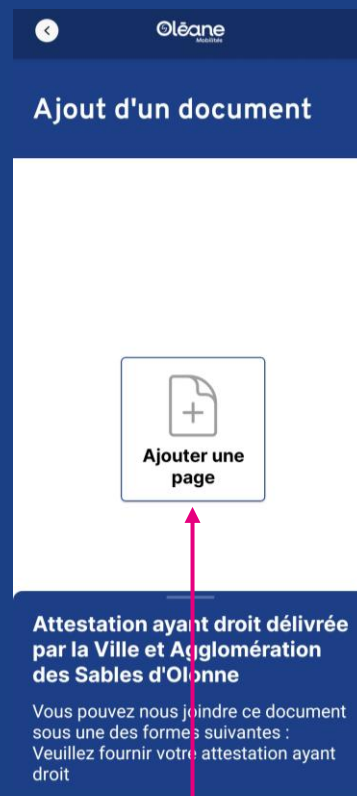 Oléane
Mobilités
Ajout d'un document
Ajouter une
page
Attestation ayant droit délivrée
par la Ville et Agglomération
des Sables d'Olonne
Vous pouvez nous joindre ce document
sous une des formes suivantes :
Veuillez fournir votre attestation ayant
droit